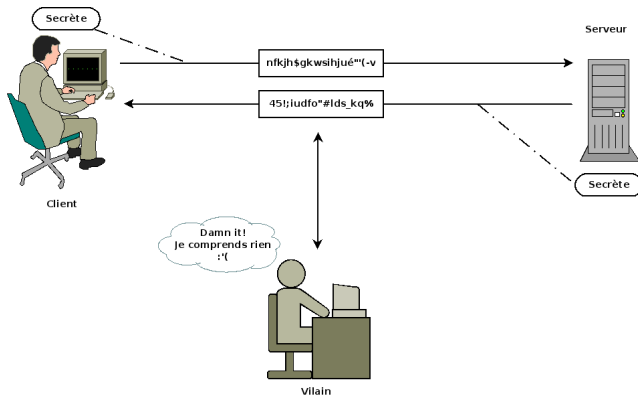 Secrète
Serveur
nfkjh$gkwsihjué"'(-v
45!;iudfo"#lds_kq%
Secrète
Client
Damn it!
Je comprends rien
:'(
Vilain